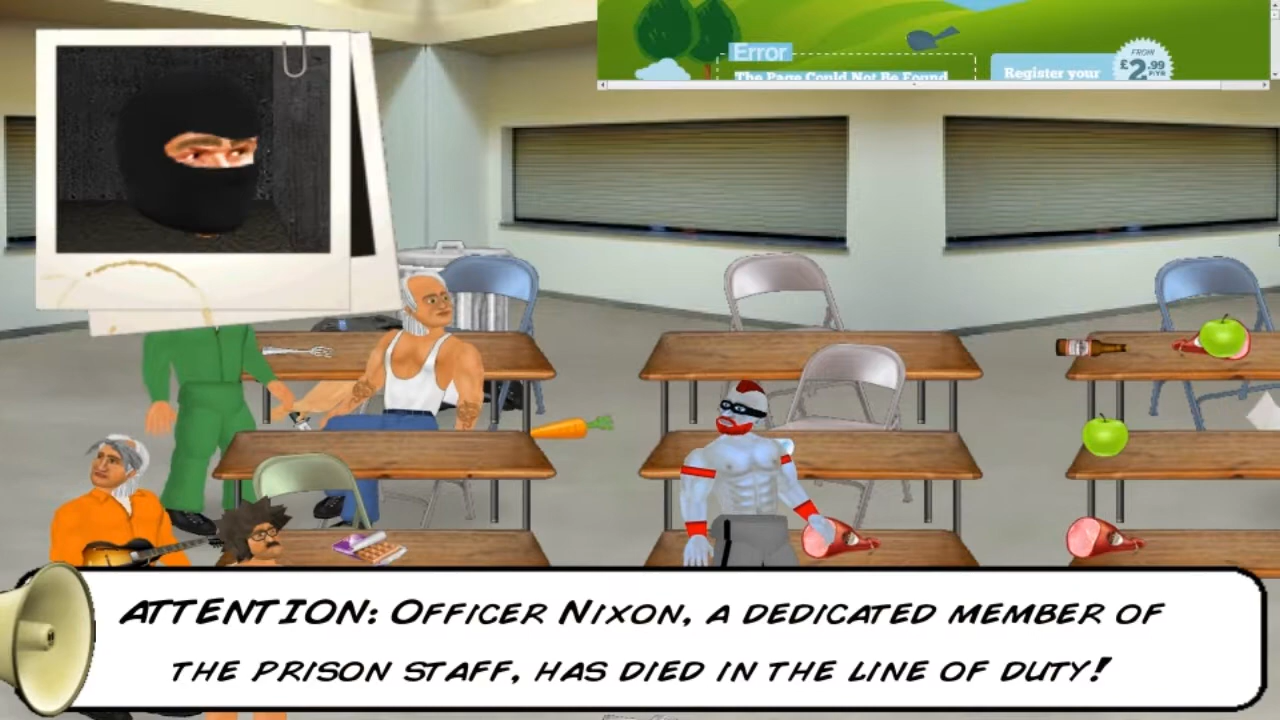 Error
The Page Could Not Be Found
Register your
FROM
£2.99
P/YR
ATTENTION: OFFICER NIXON, A DEDICATED MEMBER OF
THE PRISON STAFF, HAS DIED IN THE LINE OF DUTY!